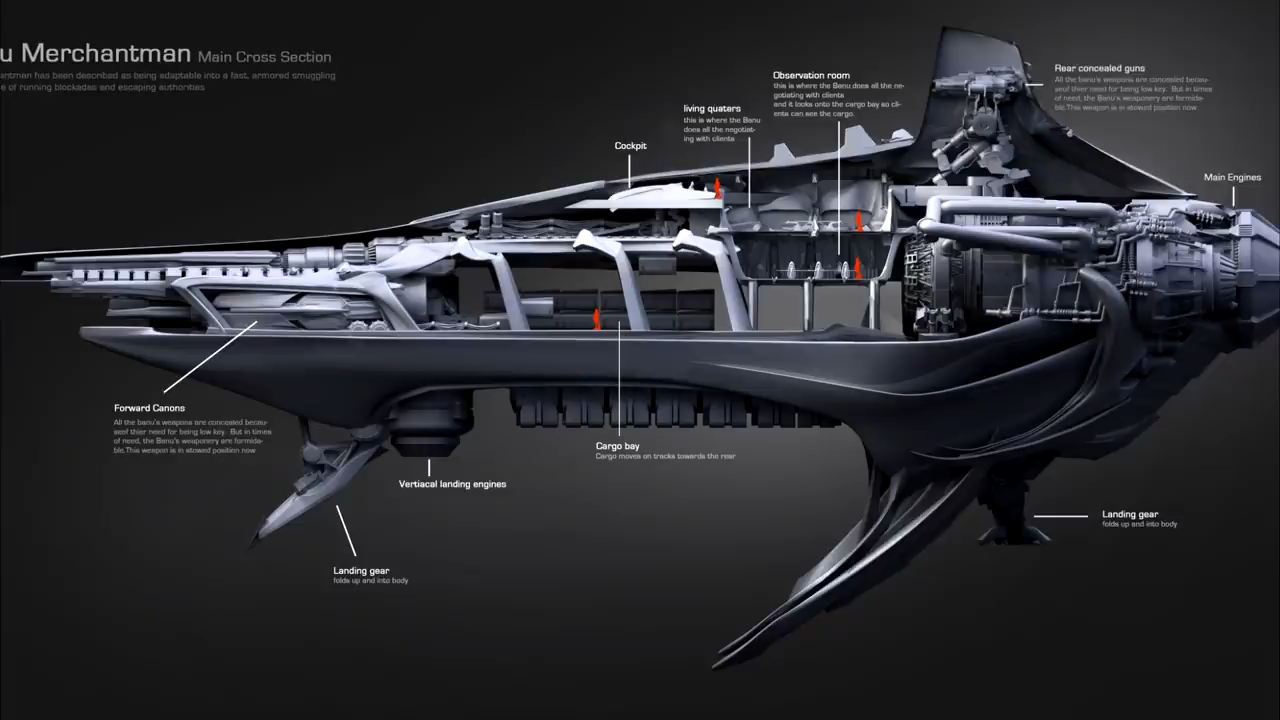 u Merchantman Main Cross Section
antman has been described as being adaptable into a fast, armored smuggling
e of running blockades and escaping authorities
Observation room
this is where the Banu does all the ne-
gotiating with clients
and it looks onto the cargo bay so cli-
ents can see the cargo.
Rear concealed guns
All the banu's weapons are concealed becau-
seof thier need for being low key. But in times
of need, the Banu's weaponery are formida-
ble.This weapon is in stowed position now
living quaters
this is where the Banu
does all the negotiat-
ing with clients
Cockpit
Main Engines
Forward Canons
All the banu's weapons are concealed becau-
seof thier need for being low key. But in times
of need, the Banu's weaponery are formida-
ble.This weapon is in stowed position now
Cargo bay
Cargo moves on tracks towards the rear
Vertiacal landing engines
Landing gear
folds up and into body
Landing gear
folds up and into body